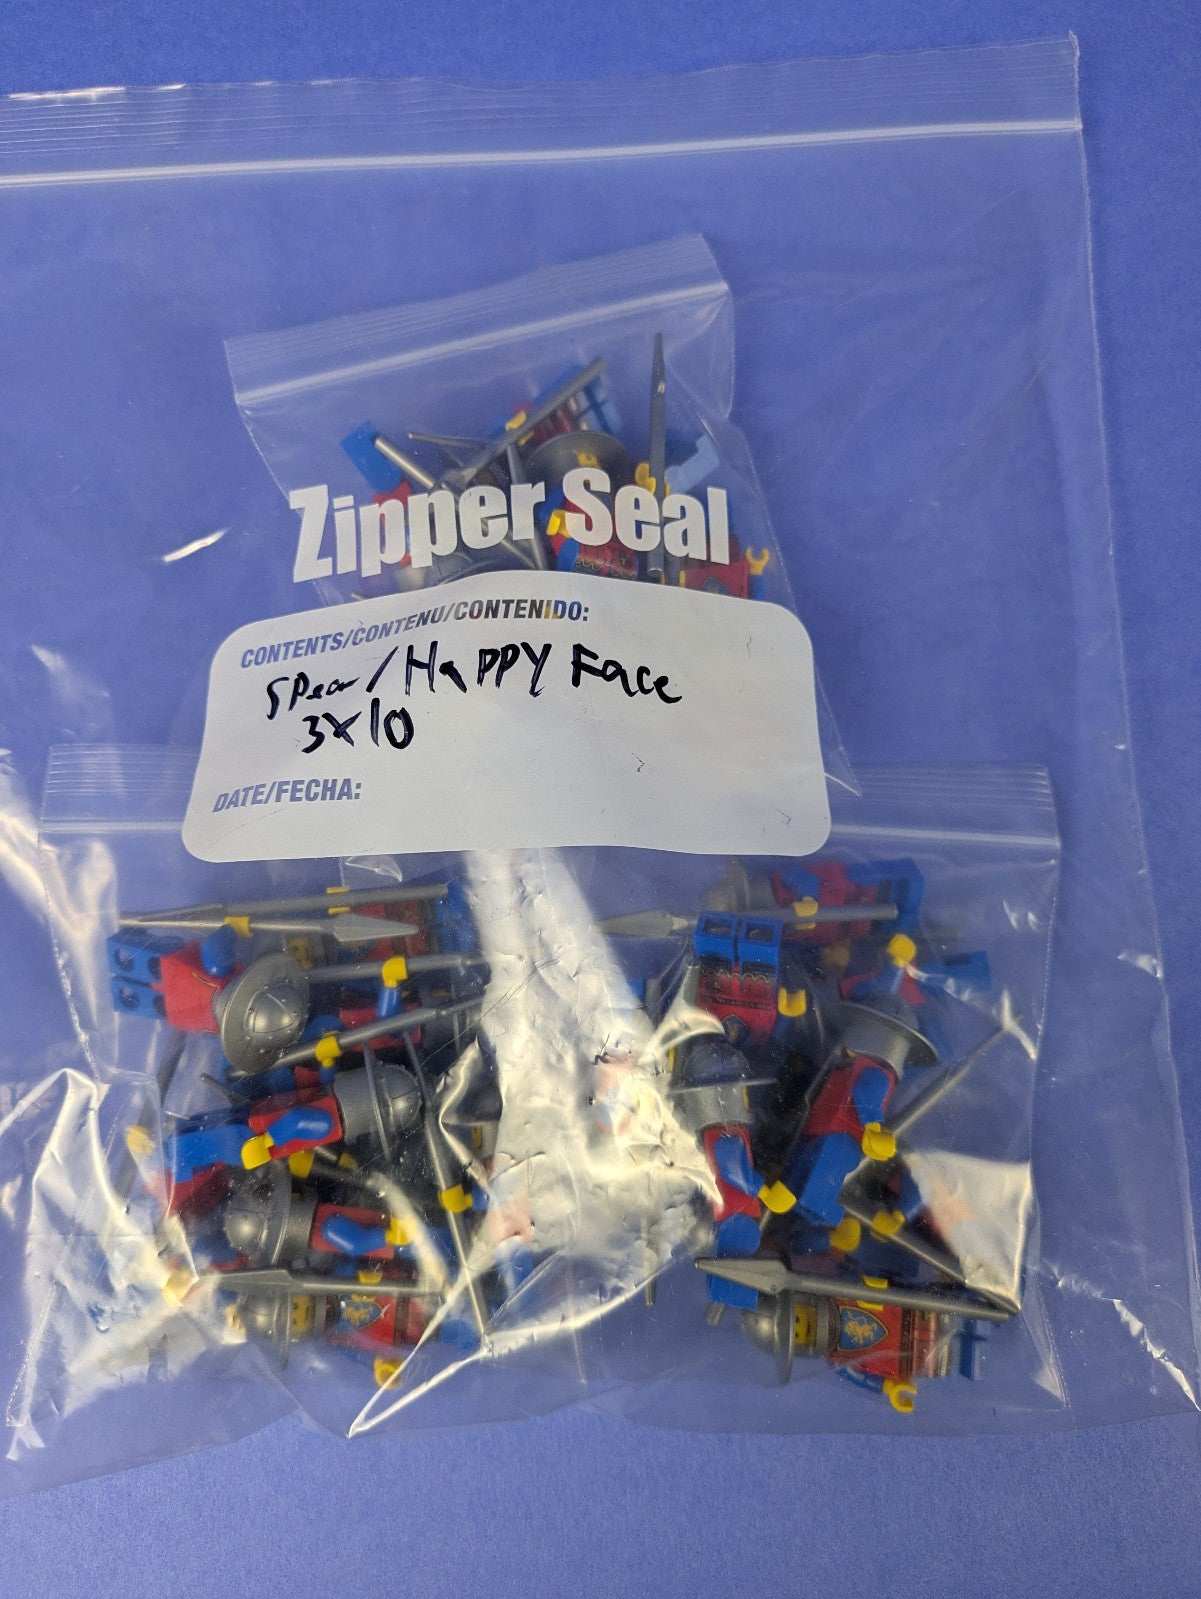 Zipper Seal
CONTENTS/CONTENU/CONTENIDO:
Spear/HaPPY Face
3x10
DATE/FECHA: